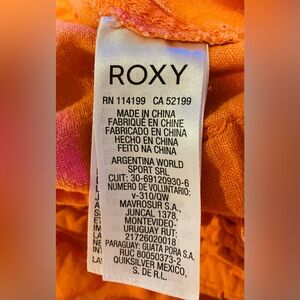 ROXY
RN 114199 CA 52199
MADE IN CHINA
FABRIQUÉ EN CHINE
FABRICADO EN CHINA
HECHO EN CHINA
FEITO NA CHINA
ARGENTINA WORLD
SPORT SRL
CUIT: 30-69120930-6
NUMERO DE VOLUNTARIO:
v-310/QW
MAVROSUR S.A.
JUNCAL 1378,
MONTEVIDEO-
URUGUAY RUT:
21726020018
PARAGUAY: GUATA PORA S.A.
RUC 80050373-2
QUIKSILVER MEXICO,
S. DE R.L.